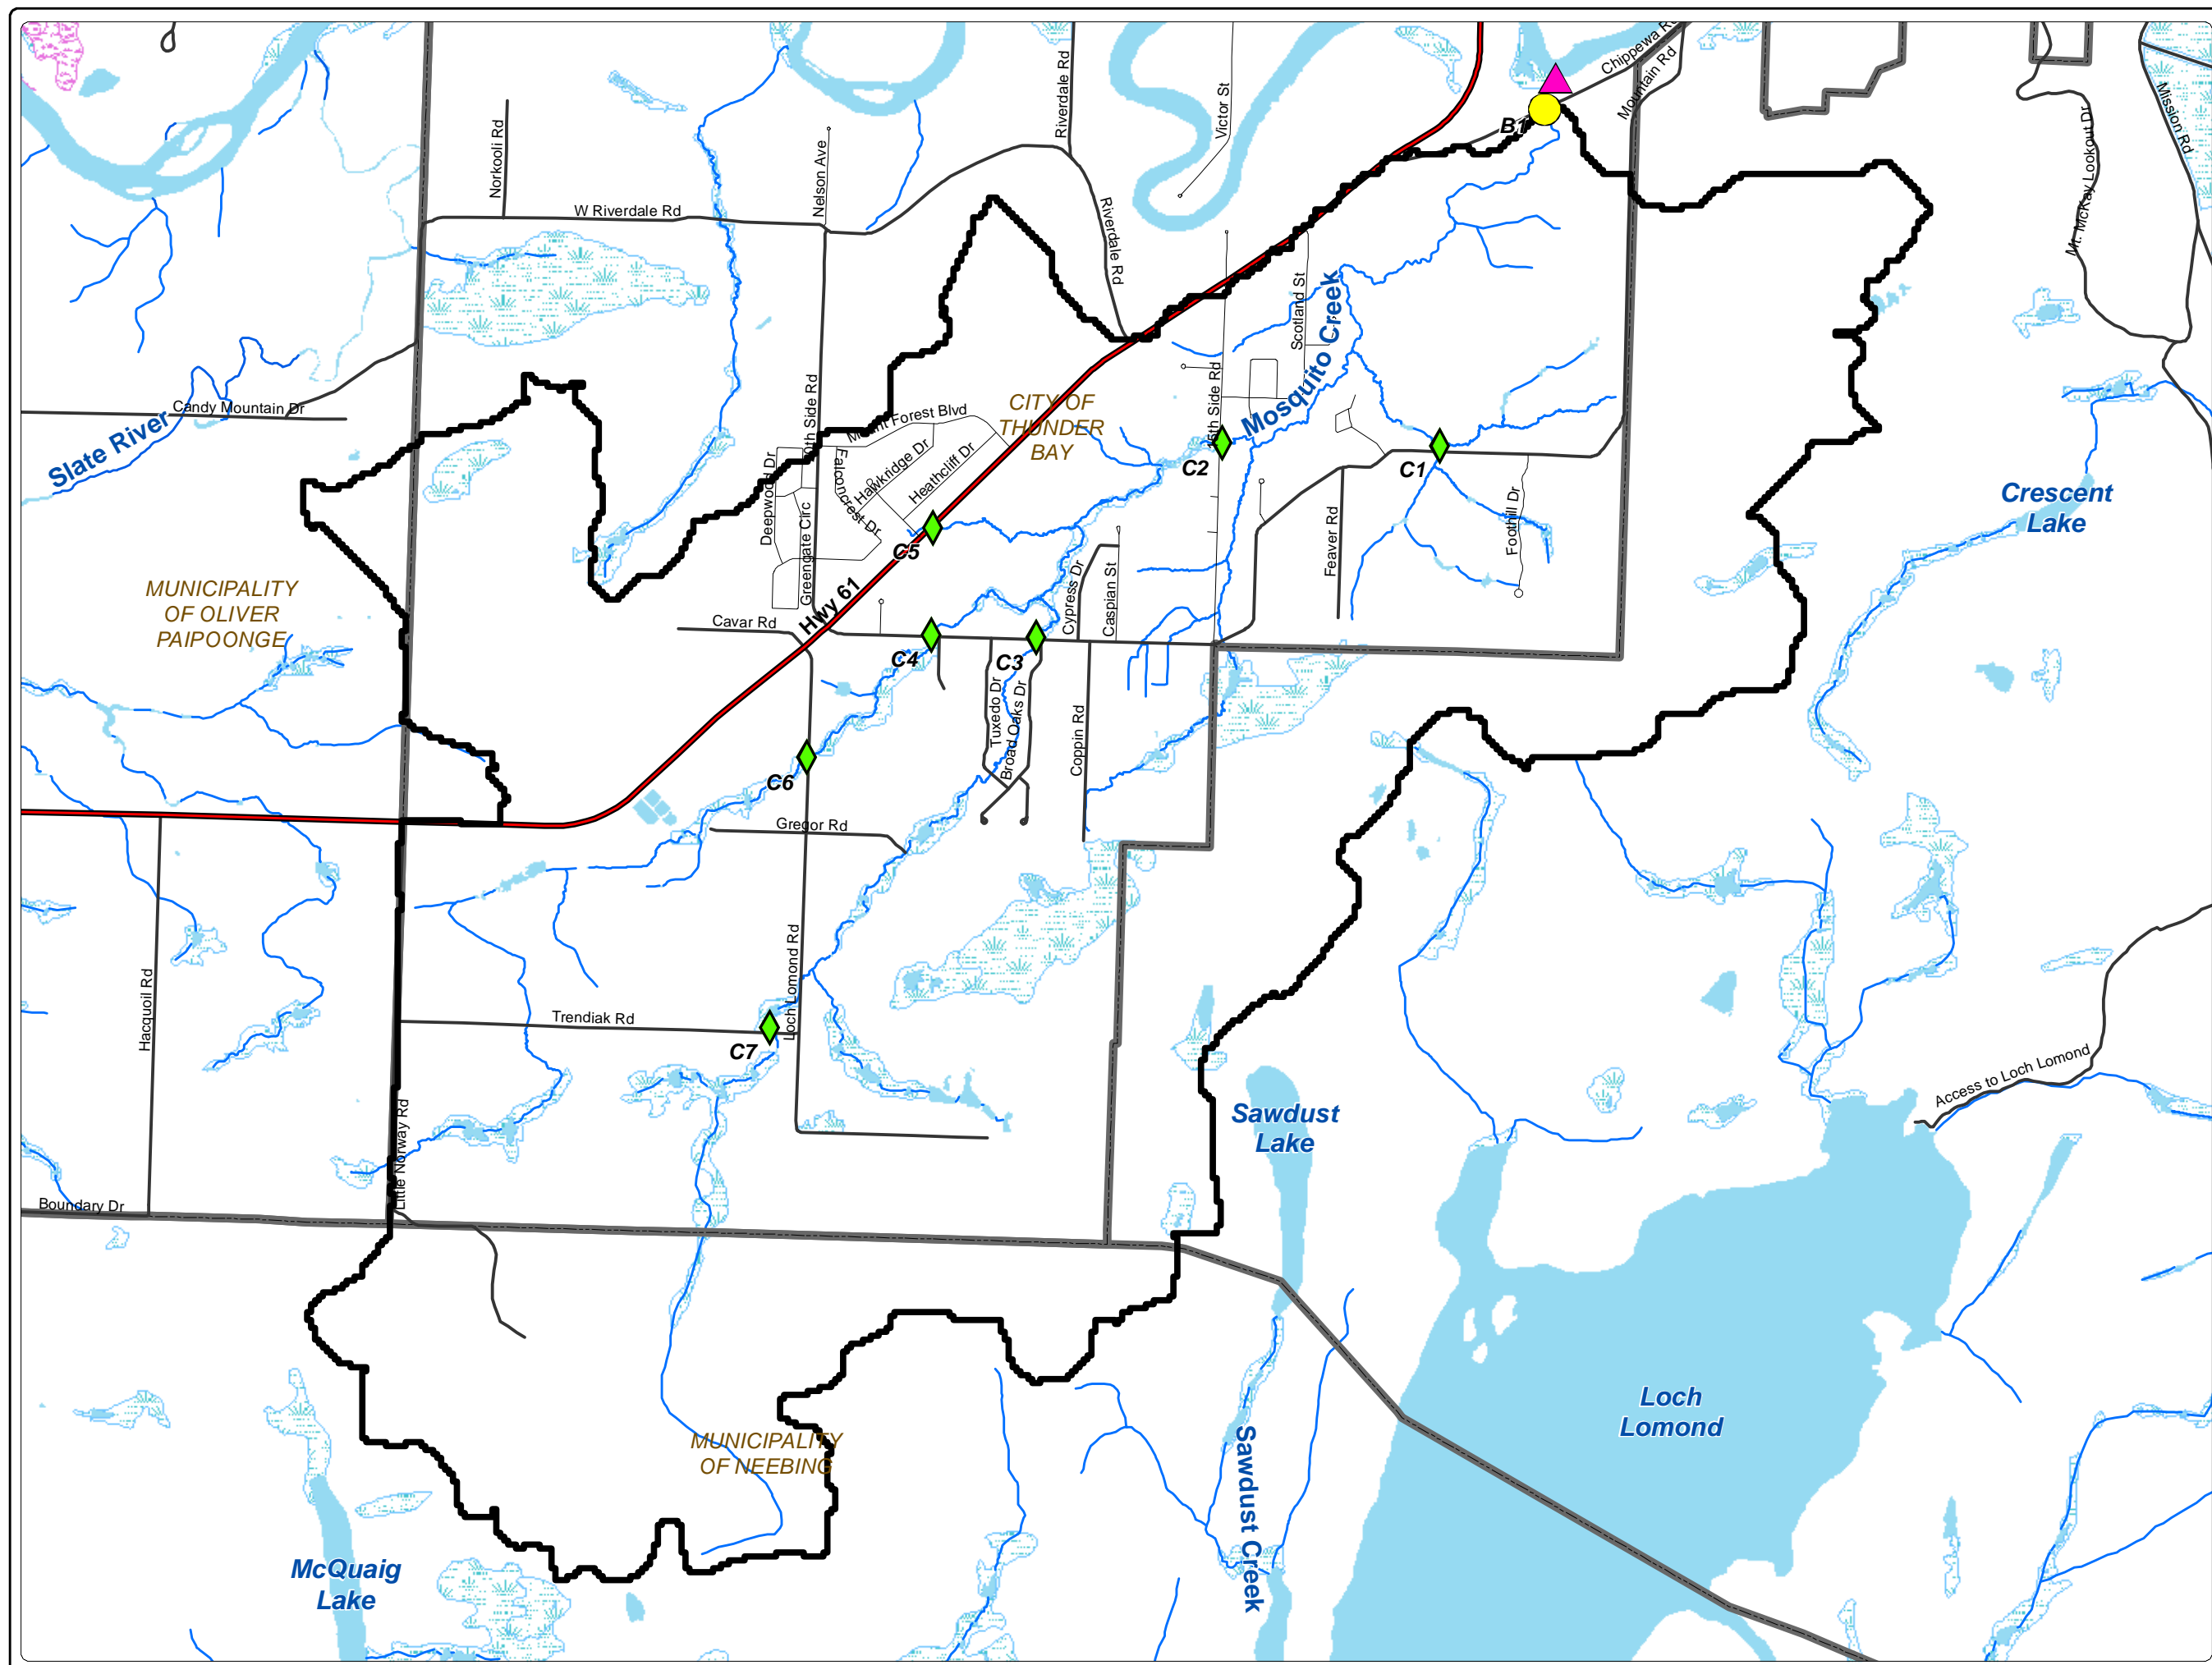 Chippewa Rd
Mountain Rd
B1
Riverdale Rd
Victor St
Norkooli Rd
Nelson Ave
W Riverdale Rd
Riverdale Rd
Mt. McKay Lookout Dr
Mission Rd
Scotland St
Mosquito Creek
15th Side Rd
Candy Mountain Dr
Slate River
CITY OF
THUNDER
BAY
20th Side Rd
Mount Forest Blvd
Hawkridge Dr
Heathcliff Dr
Falconcrest Dr
Deepwood Dr
Greengate Circ
C2
C1
C5
Foothill Dr
Feaver Rd
Crescent
Lake
Hwy 61
Cypress Dr
Caspian St
MUNICIPALITY
OF OLIVER
PAIPOONGE
Cavar Rd
C4
C3
Tuxedo Dr
Broad Oaks Dr
Coppin Rd
C6
Gregor Rd
Hacquoil Rd
Loch Lomond Rd
Trendiak Rd
C7
Little Norway Rd
Boundary Dr
Sawdust
Lake
Access to Loch Lomond
Loch
Lomond
MUNICIPALITY
OF NEEBING
Sawdust Creek
McQuaig
Lake